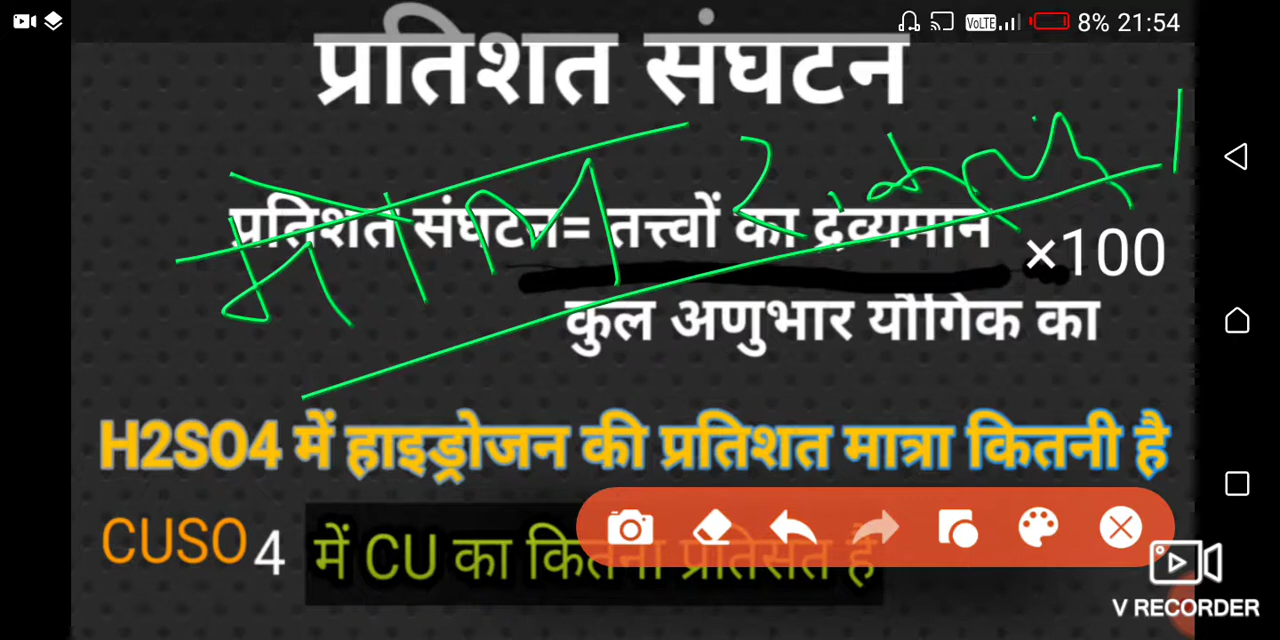 VoLTE 8% 21:54
प्रतिशत संघटन
प्रतिशत संघटन= तत्त्वों का द्रव्यमान ×100
कुल अणुभार यौगिक का
H2SO4 में हाइड्रोजन की प्रतिशत मात्रा कितनी है
CUSO4 में CU का कितना प्रतिसत है
V RECORDER